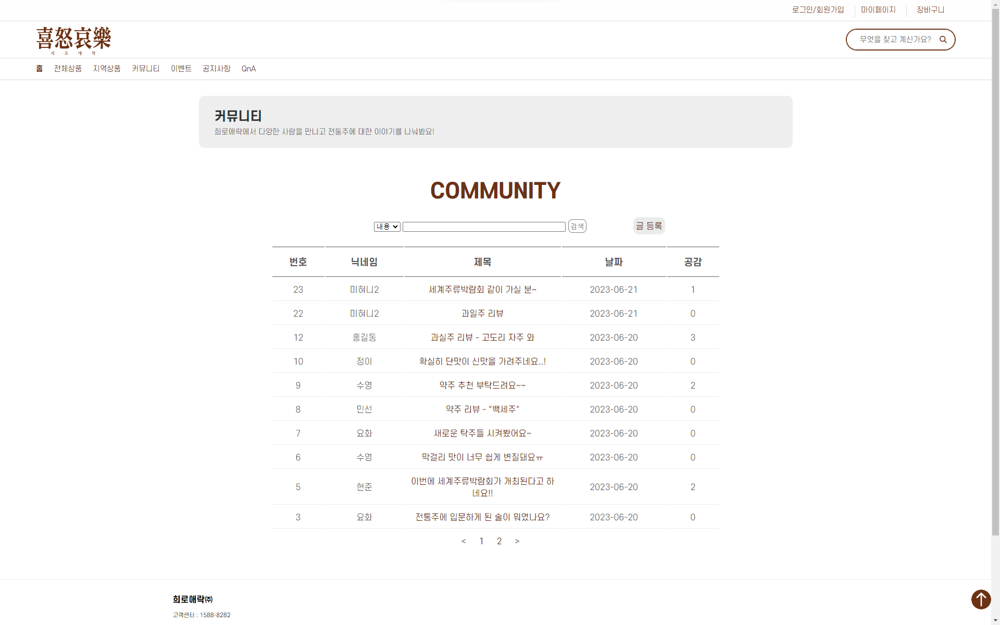 로그인/회원가입 마이페이지 장바구니
喜怒哀樂
희 로 애 락
무엇을 찾고 계신가요?
홈 전체상품 지역상품 커뮤니티 이벤트 공지사항 QnA
커뮤니티
희로애락에서 다양한 사람을 만나고 전통주에 대한 이야기를 나눠봐요!
COMMUNITY
내용 검색 글 등록
번호 닉네임 제목 날짜 공감
23 미혀니2 세계주류박람회 같이 가실 분~ 2023-06-21 1
22 미혀니2 과일주 리뷰 2023-06-21 0
12 홍길동 과실주 리뷰 - 고도리 자주 와 2023-06-20 3
10 정이 확실히 단맛이 신맛을 가려주네요..! 2023-06-20 0
9 수영 약주 추천 부탁드려요~~ 2023-06-20 2
8 민선 약주 리뷰 - "백세주" 2023-06-20 0
7 요화 새로운 탁주들 시켜봤어요~ 2023-06-20 0
6 수영 막걸리 맛이 너무 쉽게 변질돼요ㅠ 2023-06-20 0
5 현준 이번에 세계주류박람회가 개최된다고 하 2023-06-20 2
네요!!
3 요화 전통주에 입문하게 된 술이 뭐였나요? 2023-06-20 0
< 1 2 >
희로애락㈜
고객센터 : 1588-8282